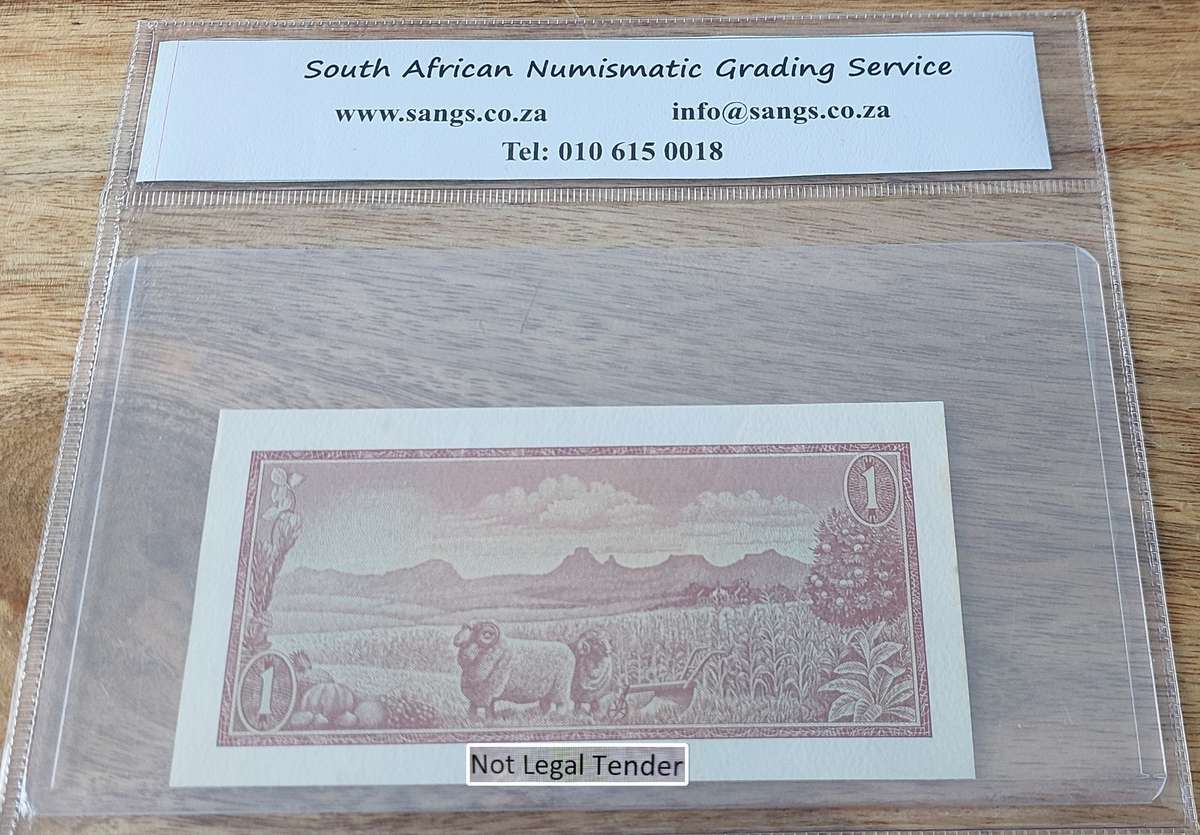 South African Numismatic Grading Service
www.sangs.co.za info@sangs.co.za
Tel: 010 615 0018
1
1
Not Legal Tender